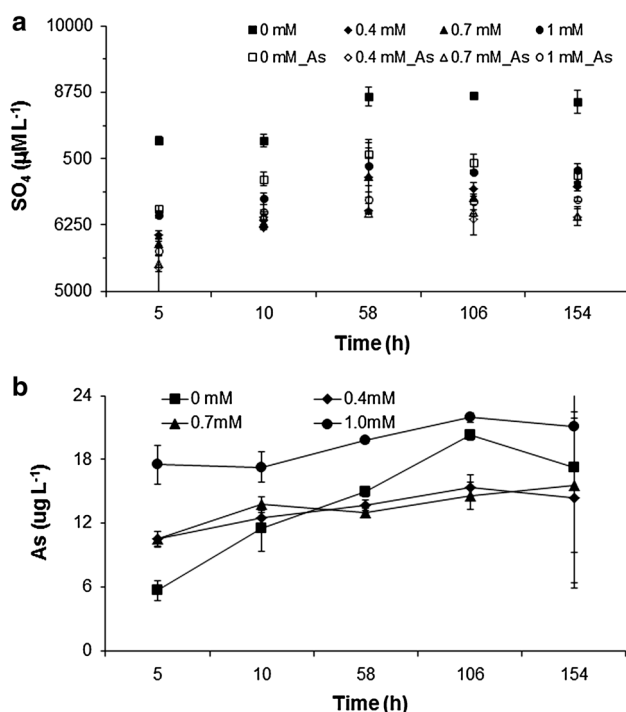 a
■ 0 mM ◆ 0.4 mM ▲ 0.7 mM ● 1 mM
□ 0 mM_As ◇ 0.4 mM_As △ 0.7 mM_As ○ 1 mM_As
10000
8750
500
6250
5000
SO₄ (µM L⁻¹)
5 10 58 106 154
Time (h)
b
0 mM 0.4mM
0.7mM 1.0mM
24
18
12
6
0
As (ug L⁻¹)
5 10 58 106 154
Time (h)